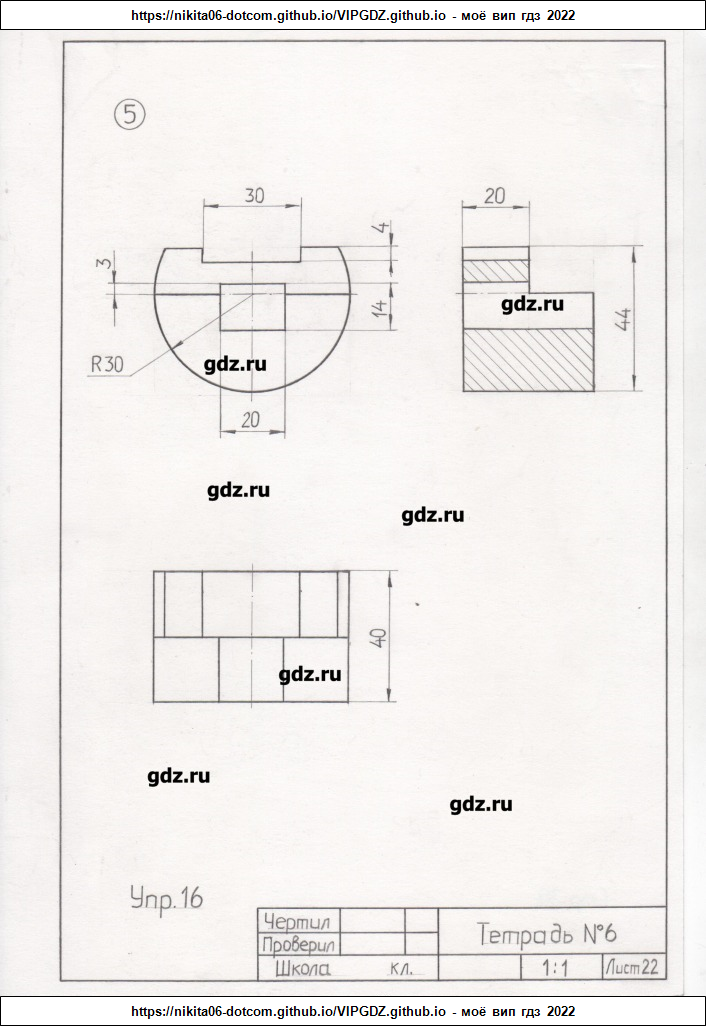 https://nikita06-dotcom.github.io/VIPGDZ.github.io - моё вип гдз 2022
5
30
20
4
3
gdz.ru
14
44
R30
gdz.ru
20
gdz.ru
gdz.ru
40
gdz.ru
gdz.ru
gdz.ru
Упр.16
Чертил
Тетрадь №6
Проверил
Школа кл. 1:1 Лист 22
https://nikita06-dotcom.github.io/VIPGDZ.github.io - моё вип гдз 2022